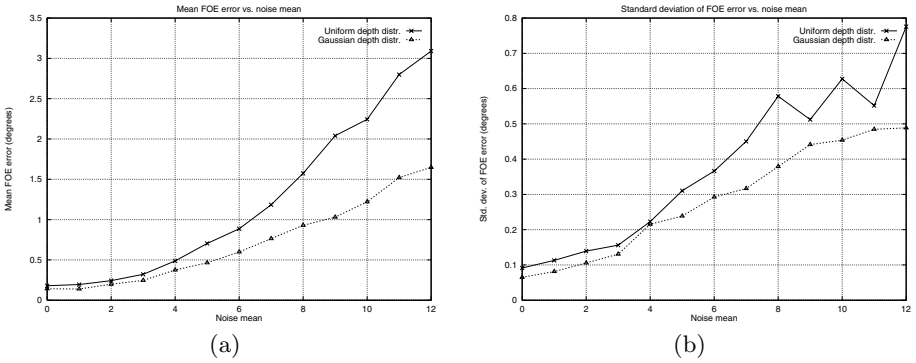 Mean FOE error vs. noise mean
Uniform depth distr.
Gaussian depth distr.
3.5
3
2.5
2
1.5
1
0.5
0
0
2
4
6
8
10
12
Mean FOE error (degrees)
Noise mean
(a)
Standard deviation of FOE error vs. noise mean
Uniform depth distr.
Gaussian depth distr.
0.8
0.7
0.6
0.5
0.4
0.3
0.2
0.1
0
0
2
4
6
8
10
12
Std. dev. of FOE error (degrees)
Noise mean
(b)